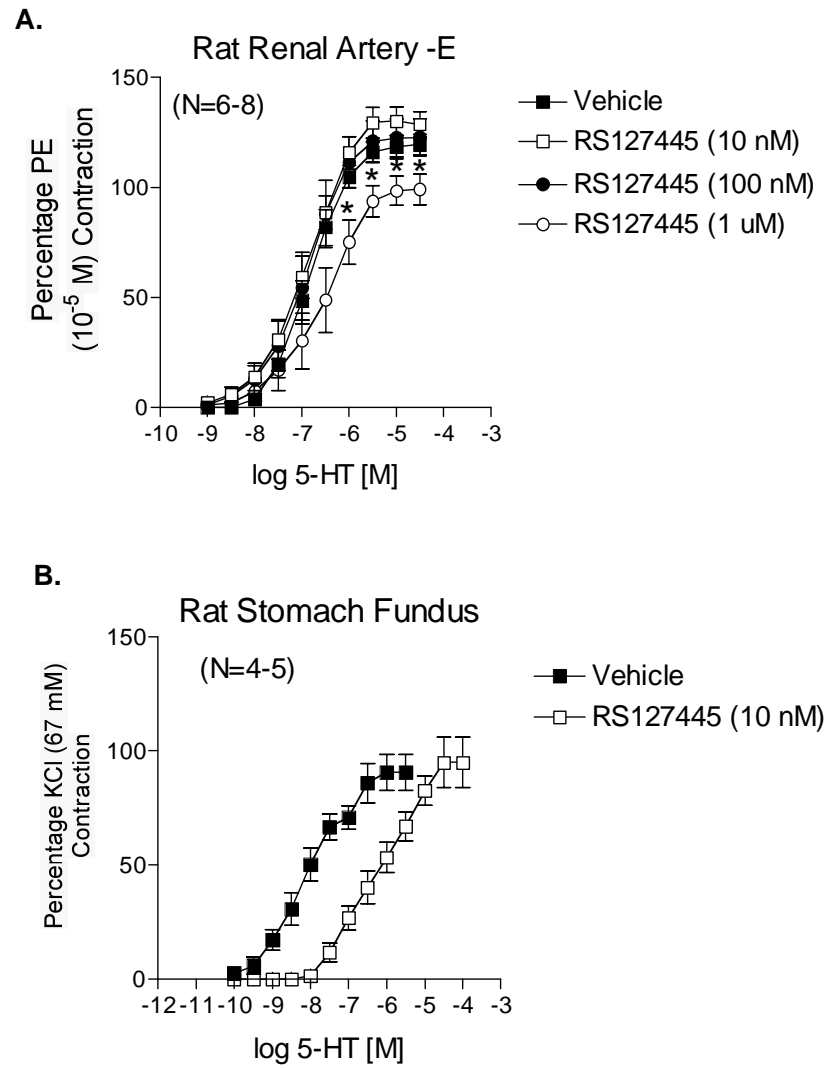 A.
Rat Renal Artery -E
(N=6-8)
Percentage PE
(10⁻⁵ M) Contraction
150
100
50
0
* * * *
-10 -9 -8 -7 -6 -5 -4 -3
log 5-HT [M]
Vehicle
RS127445 (10 nM)
RS127445 (100 nM)
RS127445 (1 uM)
B.
Rat Stomach Fundus
(N=4-5)
Percentage KCl (67 mM)
Contraction
150
100
50
0
-12 -11 -10 -9 -8 -7 -6 -5 -4 -3
log 5-HT [M]
Vehicle
RS127445 (10 nM)